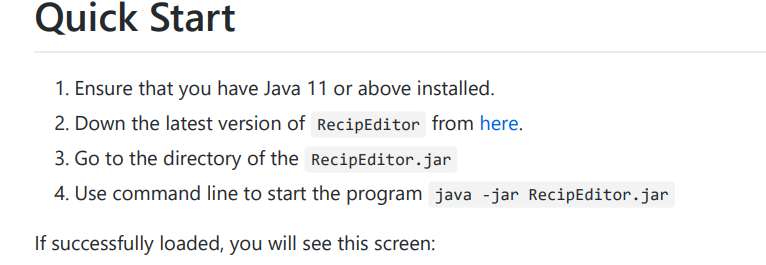 Quick Start
1. Ensure that you have Java 11 or above installed.
2. Down the latest version of RecipEditor from here.
3. Go to the directory of the RecipEditor.jar
4. Use command line to start the program java -jar RecipEditor.jar
If successfully loaded, you will see this screen: